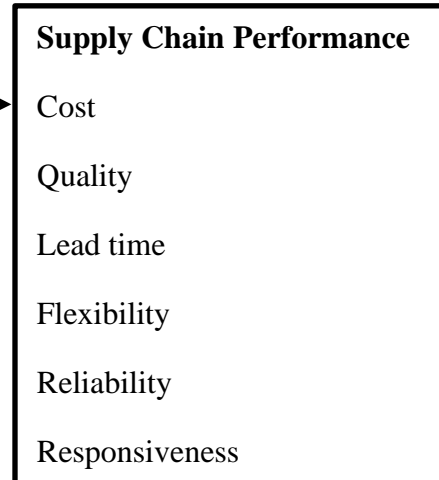 Supply Chain Performance
Cost
Quality
Lead time
Flexibility
Reliability
Responsiveness